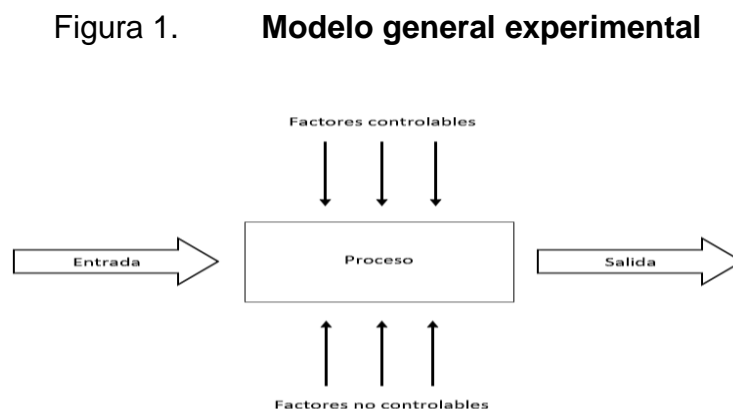 Figura 1. Modelo general experimental
Factores controlables
Entrada
Proceso
Salida
Factores no controlables